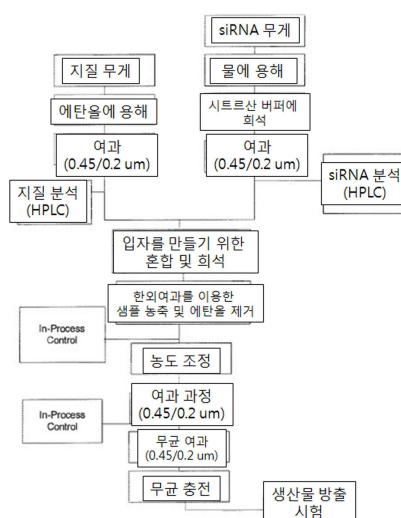 siRNA 무게
지질 무게
물에 용해
에탄올에 용해
시트르산 버퍼에
희석
여과
(0.45/0.2 um)
여과
(0.45/0.2 um)
지질 분석
(HPLC)
siRNA 분석
(HPLC)
입자를 만들기 위한
혼합 및 희석
한외여과를 이용한
샘플 농축 및 에탄올 제거
In-Process
Control
농도 조정
여과 과정
(0.45/0.2 um)
In-Process
Control
무균 여과
(0.45/0.2 um)
무균 충전
생산물 방출
시험